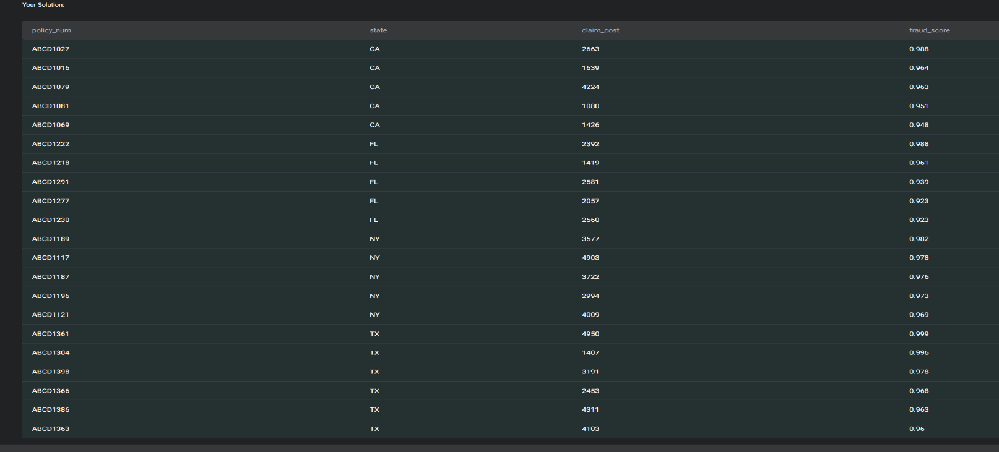 Your Solution:
policy_num state claim_cost fraud_score
ABCD1027 CA 2663 0.988
ABCD1016 CA 1639 0.964
ABCD1079 CA 4224 0.963
ABCD1081 CA 1080 0.951
ABCD1069 CA 1426 0.948
ABCD1222 FL 2392 0.988
ABCD1218 FL 1419 0.961
ABCD1291 FL 2581 0.939
ABCD1277 FL 2057 0.923
ABCD1230 FL 2560 0.923
ABCD1189 NY 3577 0.982
ABCD1117 NY 4903 0.978
ABCD1187 NY 3722 0.976
ABCD1196 NY 2994 0.973
ABCD1121 NY 4009 0.969
ABCD1361 TX 4950 0.999
ABCD1304 TX 1407 0.996
ABCD1398 TX 3191 0.978
ABCD1366 TX 2453 0.968
ABCD1386 TX 4311 0.963
ABCD1363 TX 4103 0.96